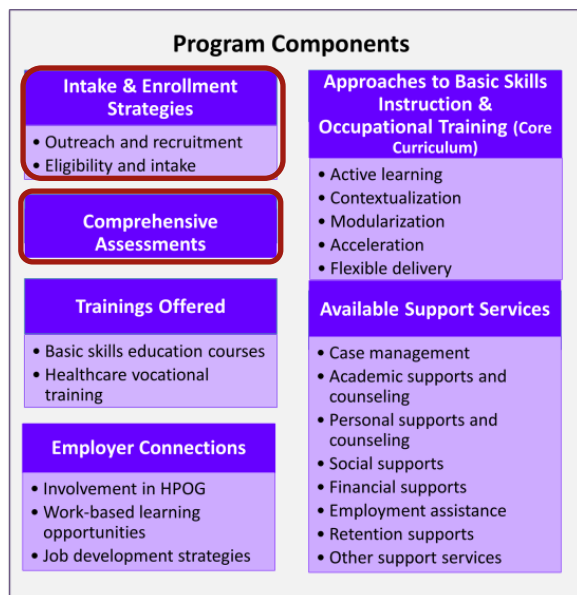 Program Components
Intake & Enrollment
Strategies
• Outreach and recruitment
• Eligibility and intake
Comprehensive
Assessments
Trainings Offered
• Basic skills education courses
• Healthcare vocational
training
Employer Connections
• Involvement in HPOG
• Work-based learning
opportunities
• Job development strategies
Approaches to Basic Skills
Instruction &
Occupational Training (Core
Curriculum)
• Active learning
• Contextualization
• Modularization
• Acceleration
• Flexible delivery
Available Support Services
• Case management
• Academic supports and
counseling
• Personal supports and
counseling
• Social supports
• Financial supports
• Employment assistance
• Retention supports
• Other support services